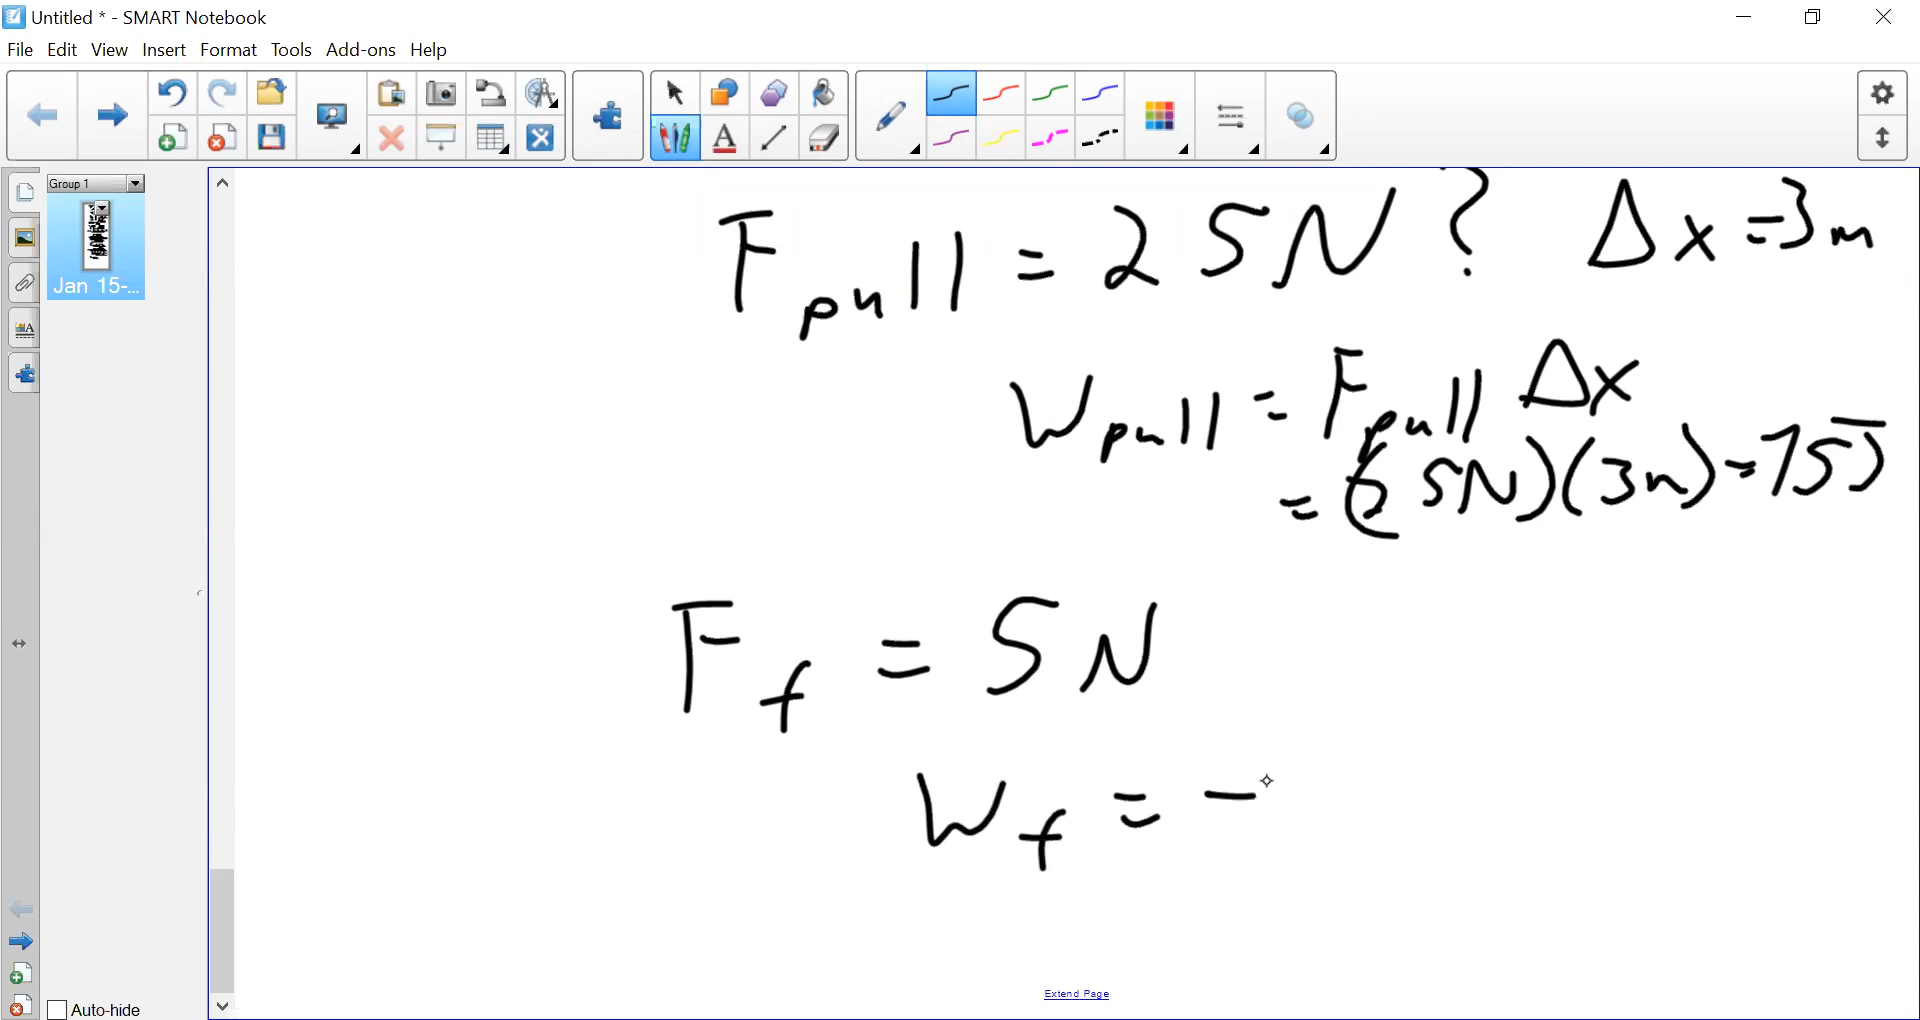 Untitled * - SMART Notebook
File Edit View Insert Format Tools Add-ons Help
Group 1
Jan 15-...
F pull = 25N ? Δx = 3m
W pull = F pull Δx
= (25N)(3m) = 75J
F f = 5N
W f = -
Extend Page
Auto-hide